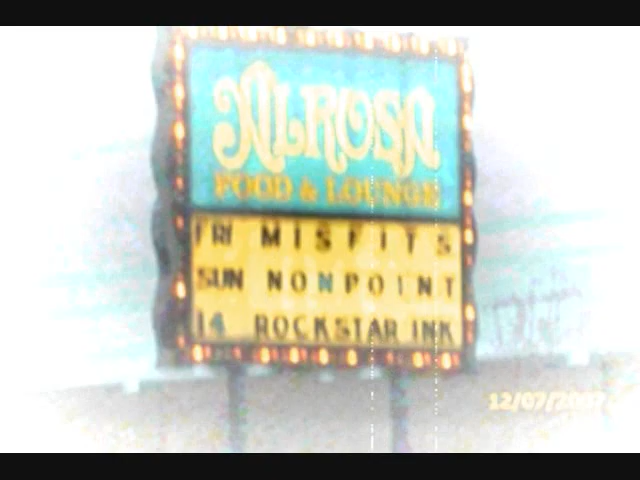 ALROSA
FOOD & LOUNGE
FRI MISFITS
SUN NONPOINT
14 ROCKSTAR INK
12/07/2007